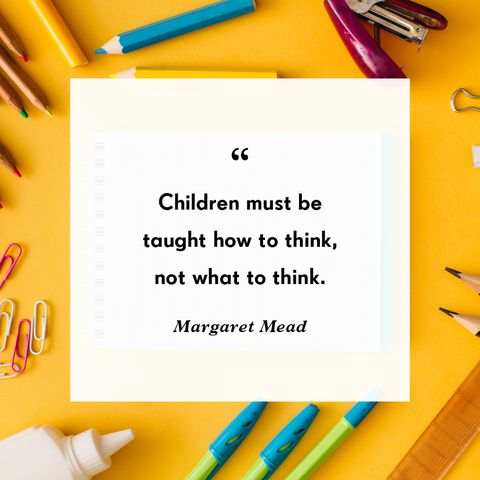 “
Children must be
taught how to think,
not what to think.
Margaret Mead